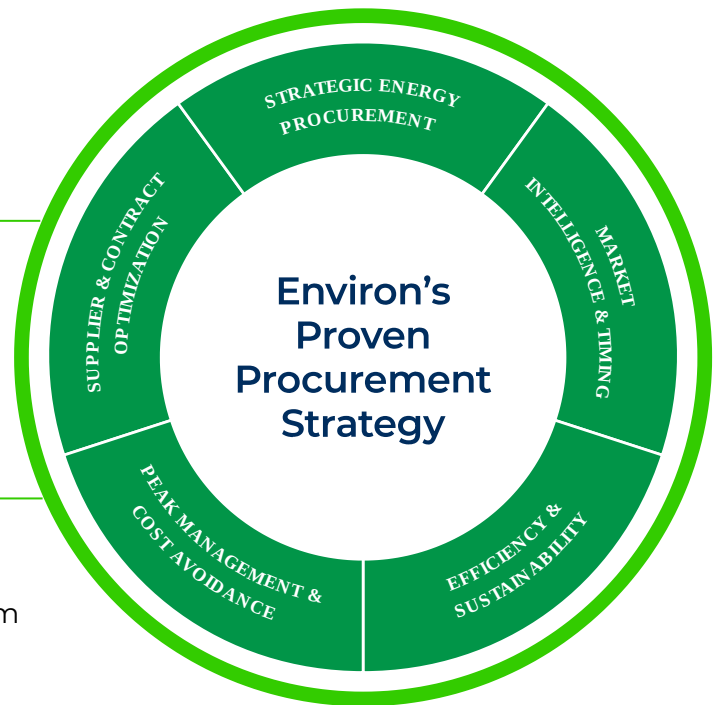 Environ’s
Proven
Procurement
Strategy
STRATEGIC ENERGY
PROCUREMENT
MARKET
INTELLIGENCE & TIMING
EFFICIENCY &
SUSTAINABILITY
PEAK MANAGEMENT &
COST AVOIDANCE
SUPPLIER & CONTRACT
OPTIMIZATION